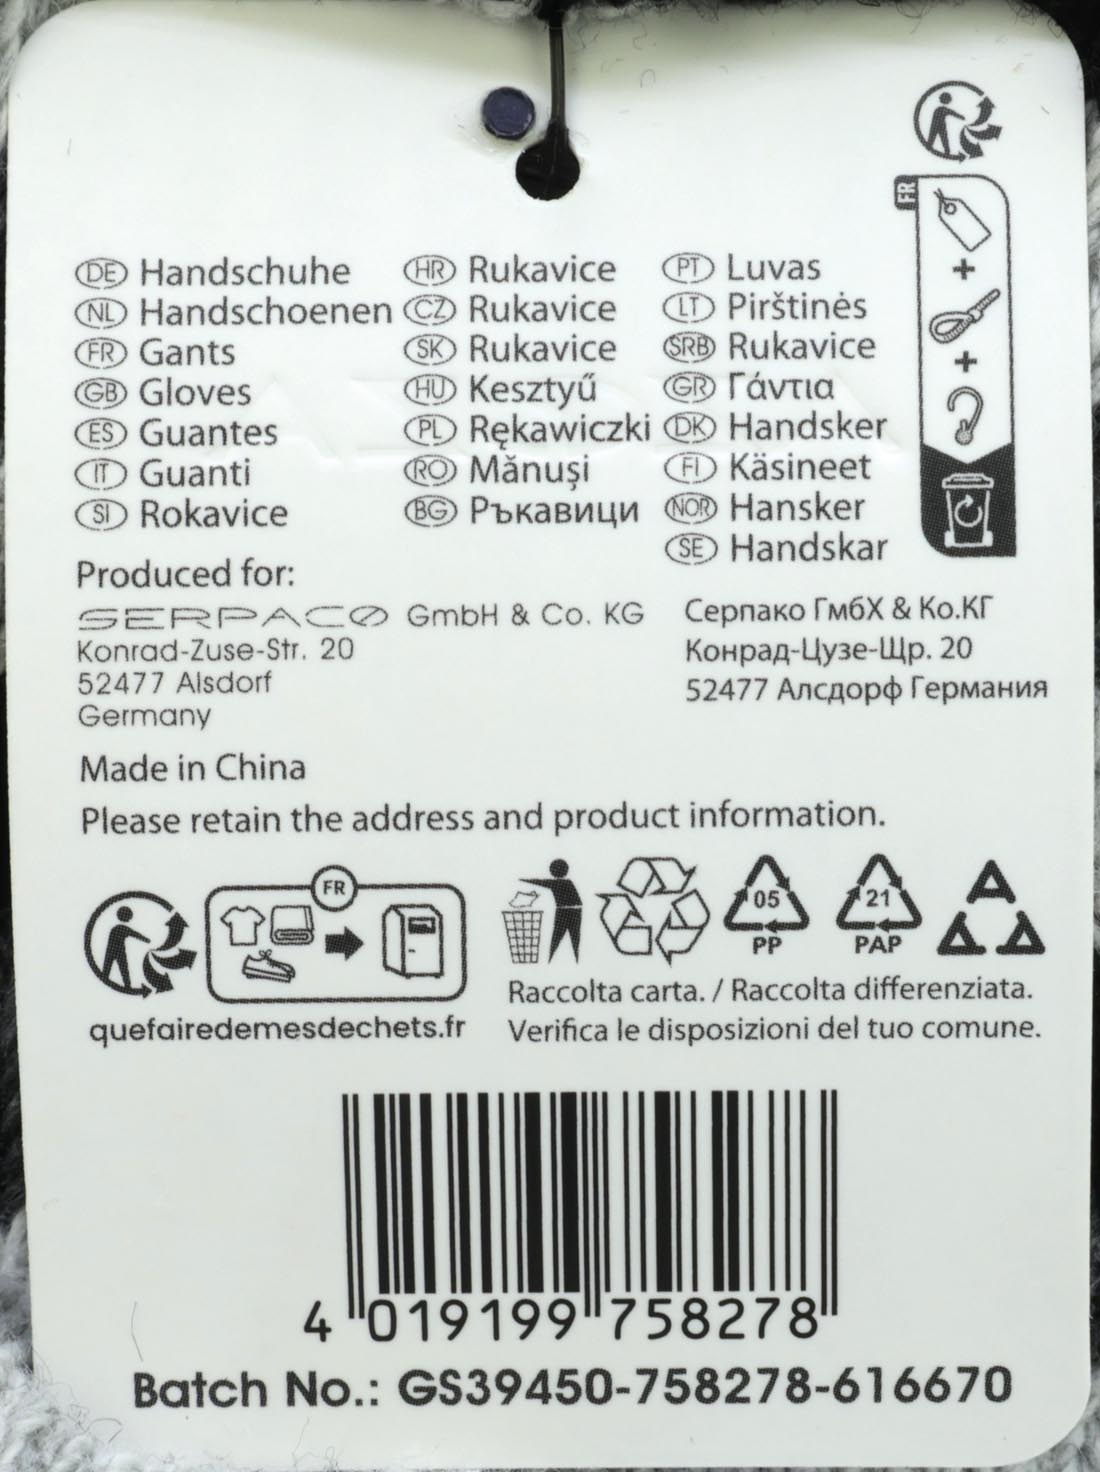 FR
DE Handschuhe
NL Handschoenen
FR Gants
GB Gloves
ES Guantes
IT Guanti
SI Rokavice
HR Rukavice
CZ Rukavice
SK Rukavice
HU Kesztyű
PL Rękawiczki
RO Mănuşi
BG Ръкавици
PT Luvas
LT Pirštinės
SRB Rukavice
GR Γάντια
DK Handsker
FI Käsineet
NOR Hansker
SE Handskar
Produced for:
SERPACO GmbH & Co. KG
Konrad-Zuse-Str. 20
52477 Alsdorf
Germany
Серпако ГмбХ & Ко.КГ
Конрад-Цузе-Щр. 20
52477 Алсдорф Германия
Made in China
Please retain the address and product information.
FR
quefairedemesdechets.fr
05
PP
21
PAP
Raccolta carta. / Raccolta differenziata.
Verifica le disposizioni del tuo comune.
4 019199 758278
Batch No.: GS39450-758278-616670